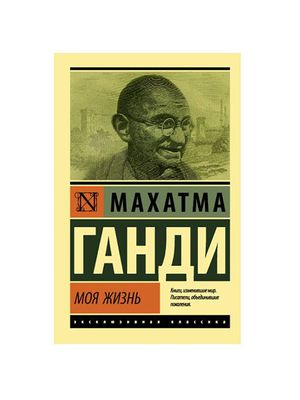 МАХАТМА
ГАНДИ
МОЯ ЖИЗНЬ
Книги, изменившие мир.
Писатели, объединившие
поколения.
ЭКСКЛЮЗИВНАЯ КЛАССИКА